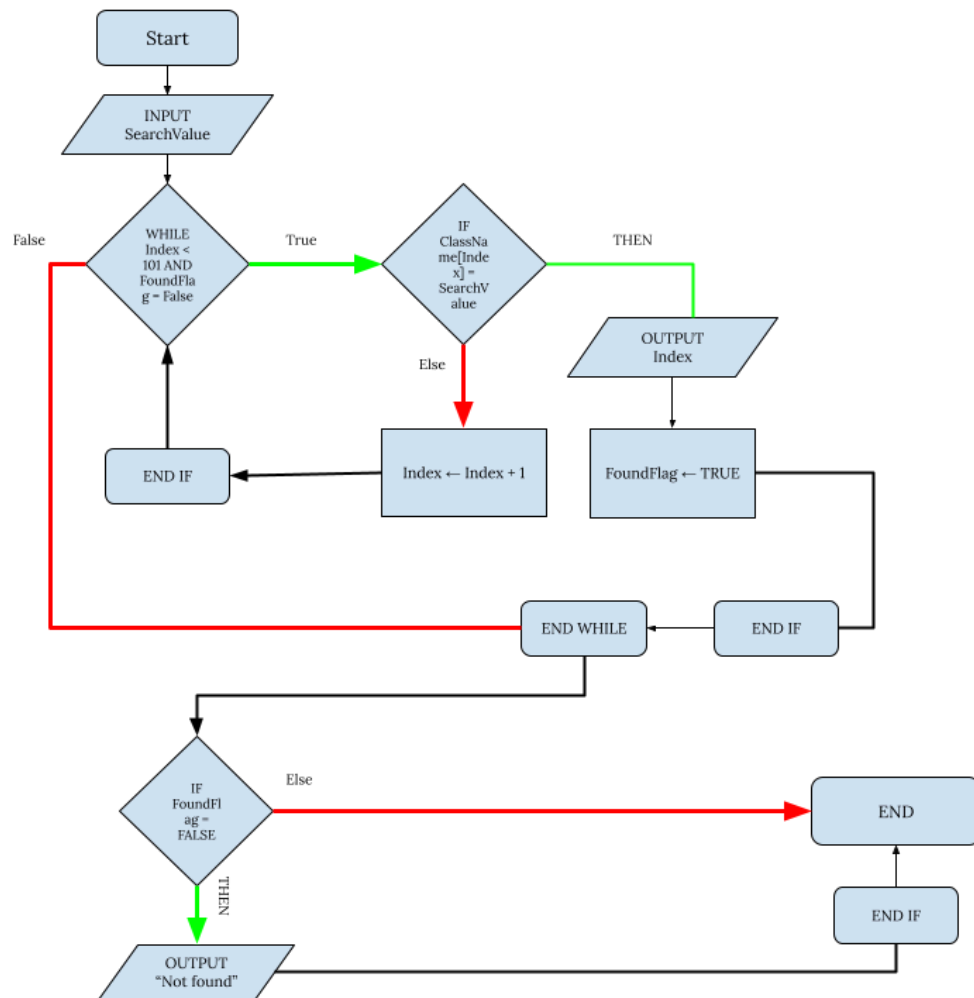 Start
INPUT
SearchValue
False
WHILE
Index <
101 AND
FoundFla
g = False
True
IF
ClassNa
me[Inde
x] =
SearchV
alue
THEN
OUTPUT
Index
Else
END IF
Index ← Index + 1
FoundFlag ← TRUE
END WHILE
END IF
IF
FoundFl
ag =
FALSE
Else
END
THEN
END IF
OUTPUT
“Not found”